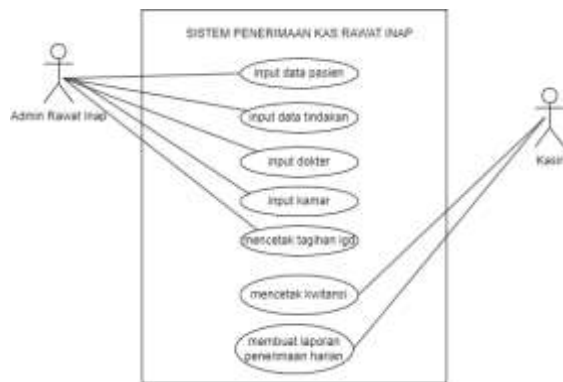 SISTEM PENERIMAAN KAS RAWAT INAP
input data pasien
Admin Rawat Inap
input data tindakan
input dokter
Kasir
input kamar
mencetak tagihan igd
mencetak kwitansi
membuat laporan
penerimaan harian